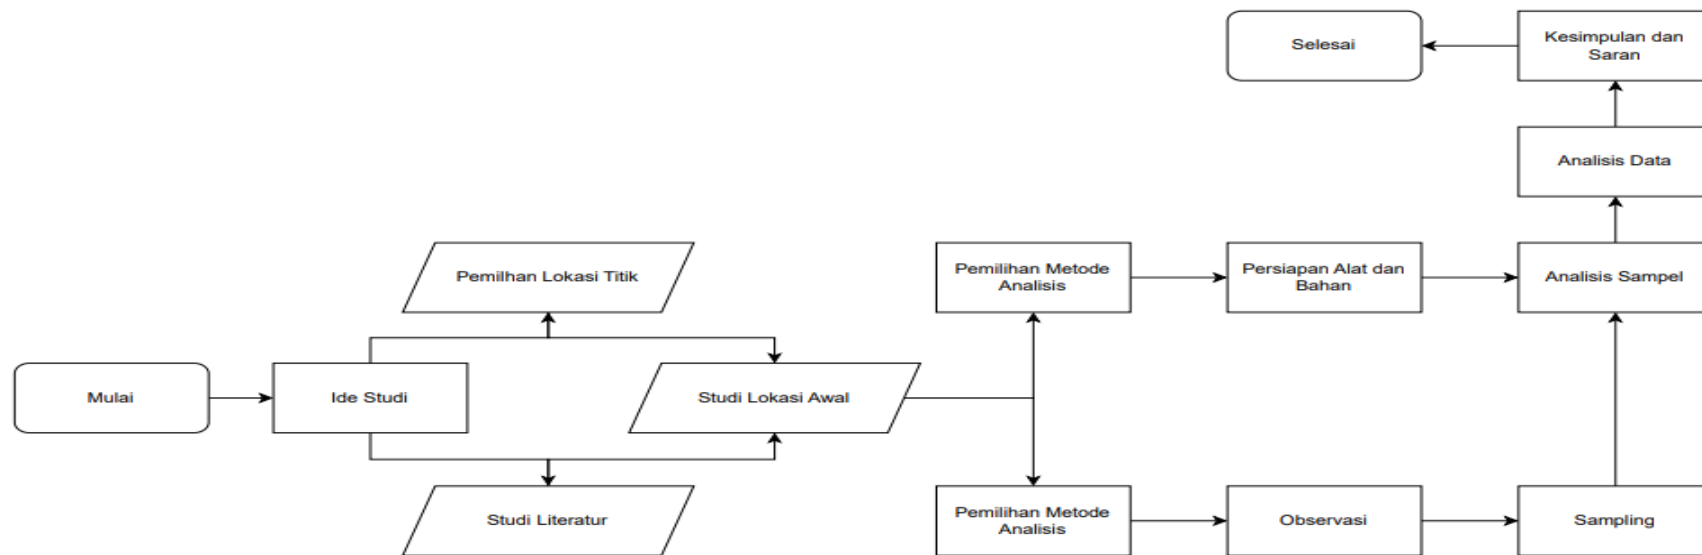 Selesai
Kesimpulan dan
Saran
Analisis Data
Pemilhan Lokasi Titik
Pemilihan Metode
Analisis
Persiapan Alat dan
Bahan
Analisis Sampel
Mulai
Ide Studi
Studi Lokasi Awal
Studi Literatur
Pemilihan Metode
Analisis
Observasi
Sampling